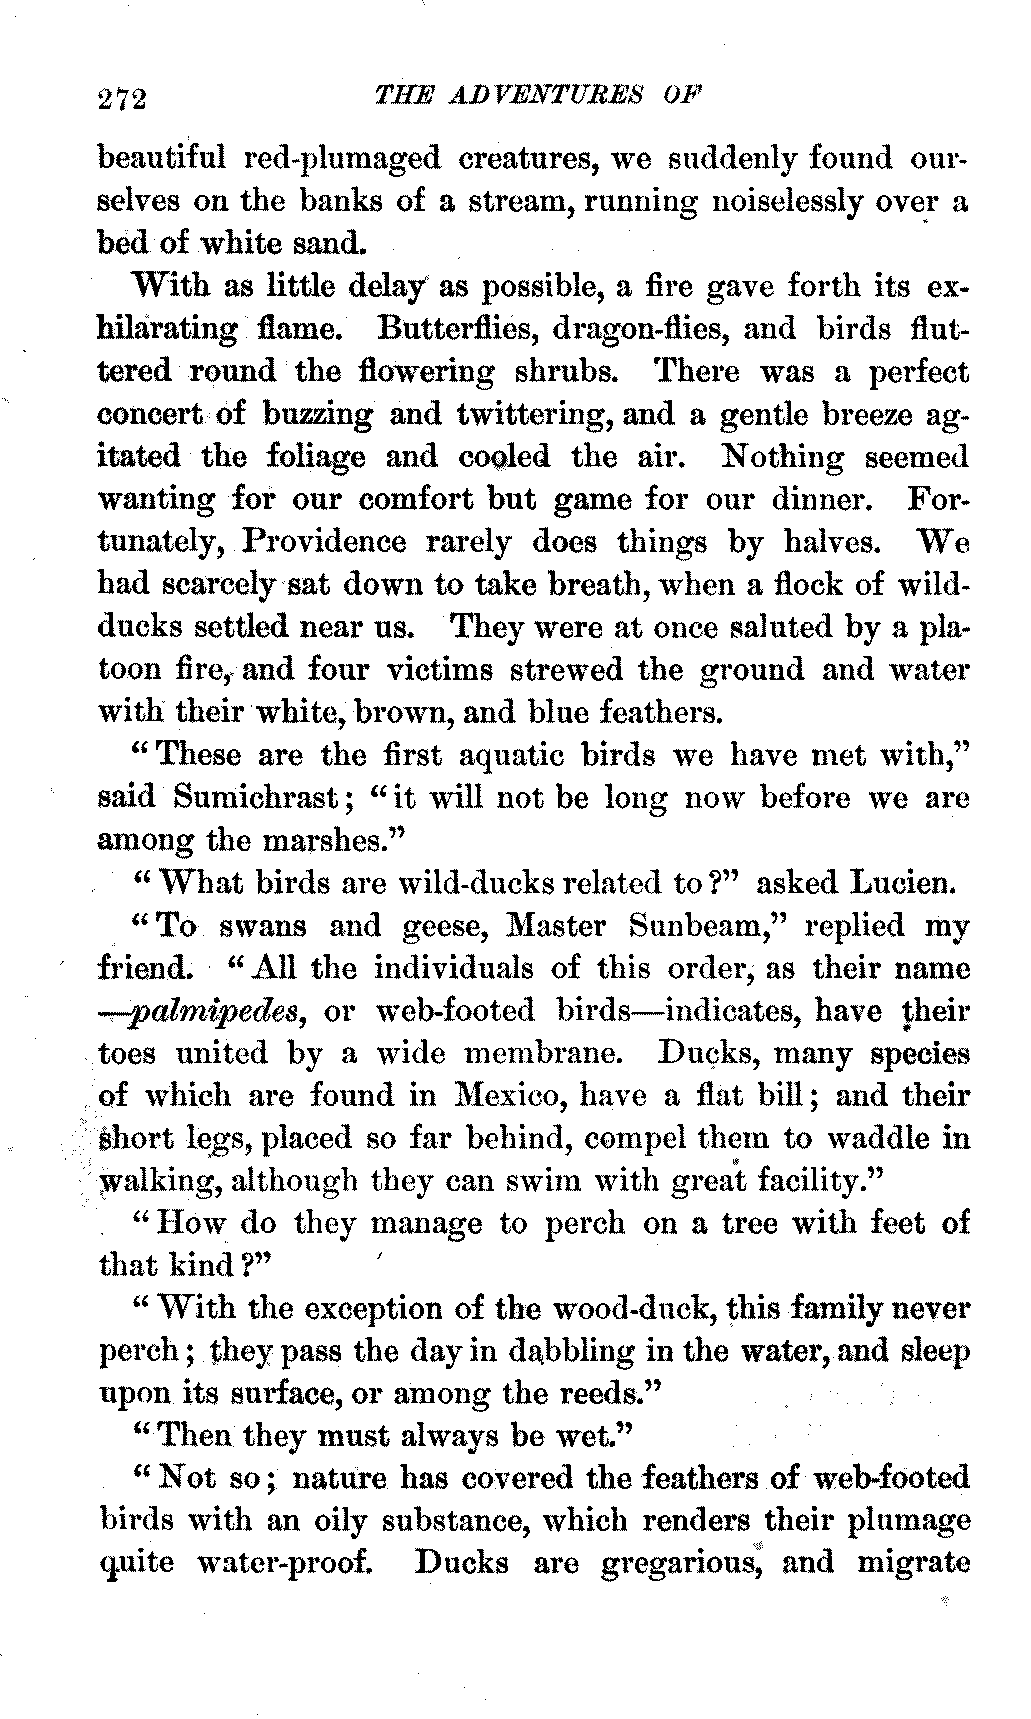 272 THE ADVENTURES OF
beautiful red-plumaged creatures, we suddenly found our-
selves on the banks of a stream, running noiselessly over a
bed of white sand.
With as little delay as possible, a fire gave forth its ex-
hilarating flame. Butterflies, dragon-flies, and birds flut-
tered round the flowering shrubs. There was a perfect
concert of buzzing and twittering, and a gentle breeze ag-
itated the foliage and cooled the air. Nothing seemed
wanting for our comfort but game for our dinner. For-
tunately, Providence rarely does things by halves. We
had scarcely sat down to take breath, when a flock of wild-
ducks settled near us. They were at once saluted by a pla-
toon fire, and four victims strewed the ground and water
with their white, brown, and blue feathers.
"These are the first aquatic birds we have met with,"
said Sumichrast; "it will not be long now before we are
among the marshes."
"What birds are wild-ducks related to?" asked Lucien.
"To swans and geese, Master Sunbeam," replied my
friend. "All the individuals of this order, as their name
—palmipedes, or web-footed birds—indicates, have their
toes united by a wide membrane. Ducks, many species
of which are found in Mexico, have a flat bill; and their
short legs, placed so far behind, compel them to waddle in
walking, although they can swim with great facility."
"How do they manage to perch on a tree with feet of
that kind?"
"With the exception of the wood-duck, this family never
perch; they pass the day in dabbling in the water, and sleep
upon its surface, or among the reeds."
"Then they must always be wet."
"Not so; nature has covered the feathers of web-footed
birds with an oily substance, which renders their plumage
quite water-proof. Ducks are gregarious, and migrate